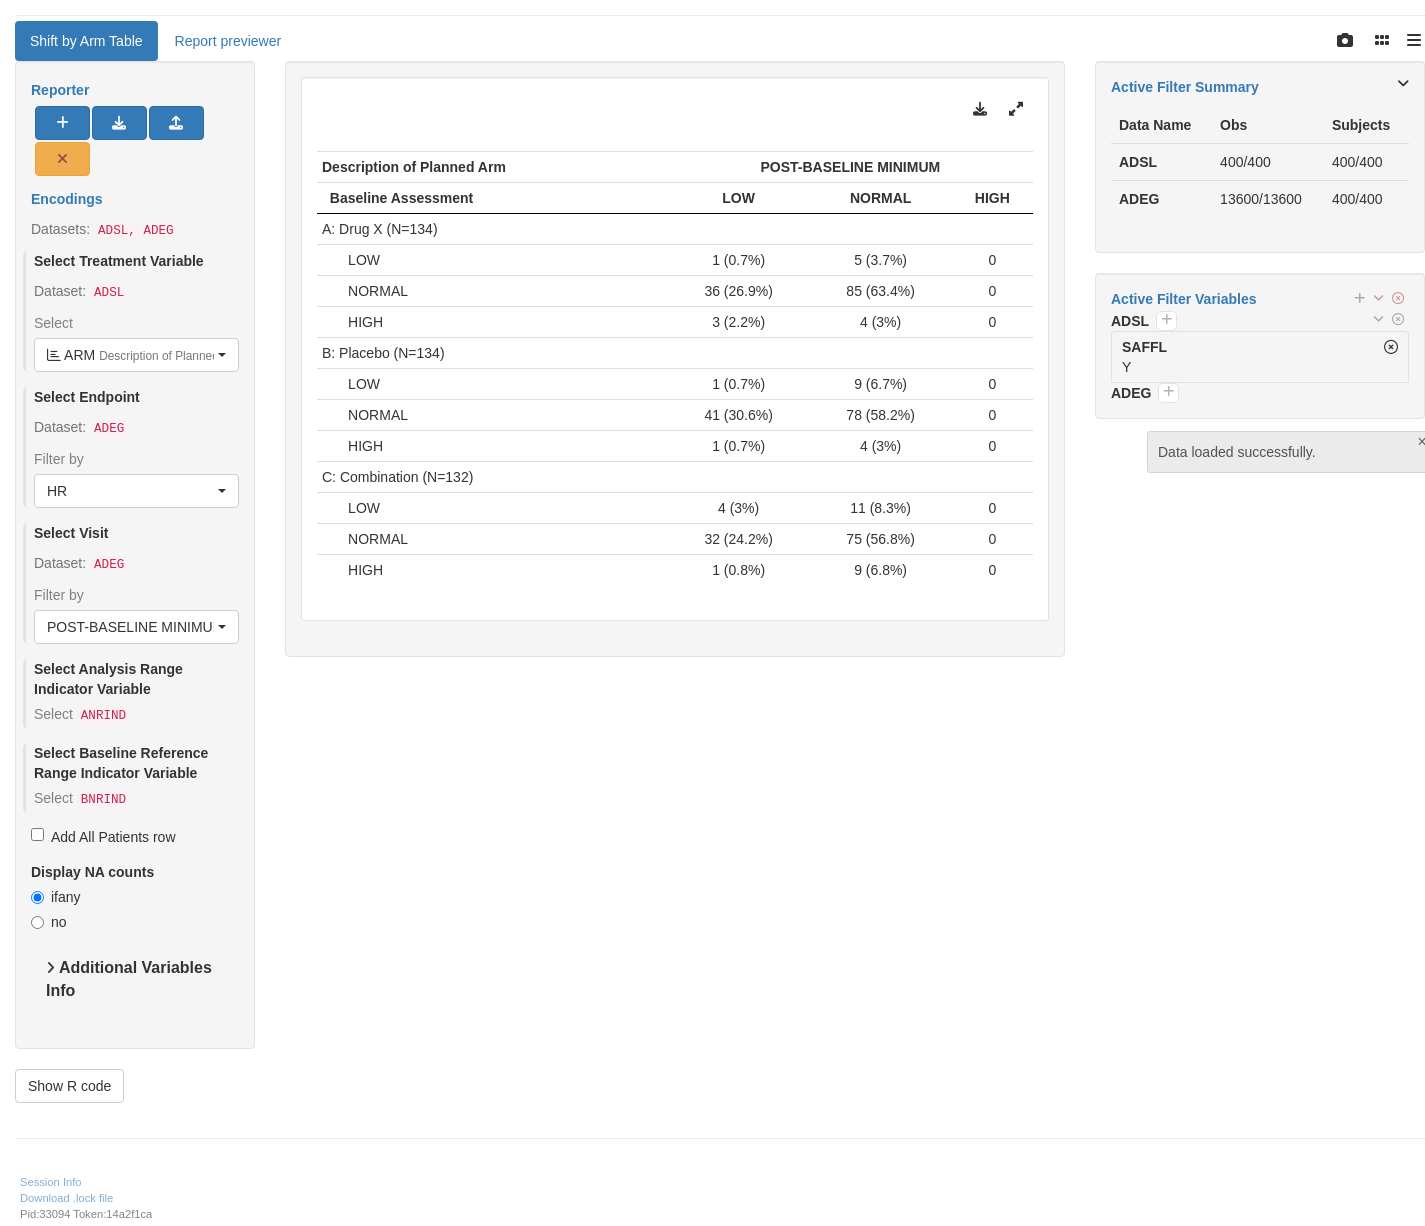 Shift by Arm Table
Report previewer
Reporter
Encodings
Datasets: ADSL, ADEG
Select Treatment Variable
Dataset: ADSL
Select
ARM Description of Planne
Select Endpoint
Dataset: ADEG
Filter by
HR
Select Visit
Dataset: ADEG
Filter by
POST-BASELINE MINIMU
Select Analysis Range
Indicator Variable
Select ANRIND
Select Baseline Reference
Range Indicator Variable
Select BNRIND
Add All Patients row
Display NA counts
ifany
no
Additional Variables
Info
Show R code
Description of Planned Arm POST-BASELINE MINIMUM
Baseline Assessment LOW NORMAL HIGH
A: Drug X (N=134)
LOW 1 (0.7%) 5 (3.7%) 0
NORMAL 36 (26.9%) 85 (63.4%) 0
HIGH 3 (2.2%) 4 (3%) 0
B: Placebo (N=134)
LOW 1 (0.7%) 9 (6.7%) 0
NORMAL 41 (30.6%) 78 (58.2%) 0
HIGH 1 (0.7%) 4 (3%) 0
C: Combination (N=132)
LOW 4 (3%) 11 (8.3%) 0
NORMAL 32 (24.2%) 75 (56.8%) 0
HIGH 1 (0.8%) 9 (6.8%) 0
Active Filter Summary
Data Name Obs Subjects
ADSL 400/400 400/400
ADEG 13600/13600 400/400
Active Filter Variables
ADSL
SAFFL
Y
ADEG
Data loaded successfully.
Session Info
Download .lock file
Pid:33094 Token:14a2f1ca